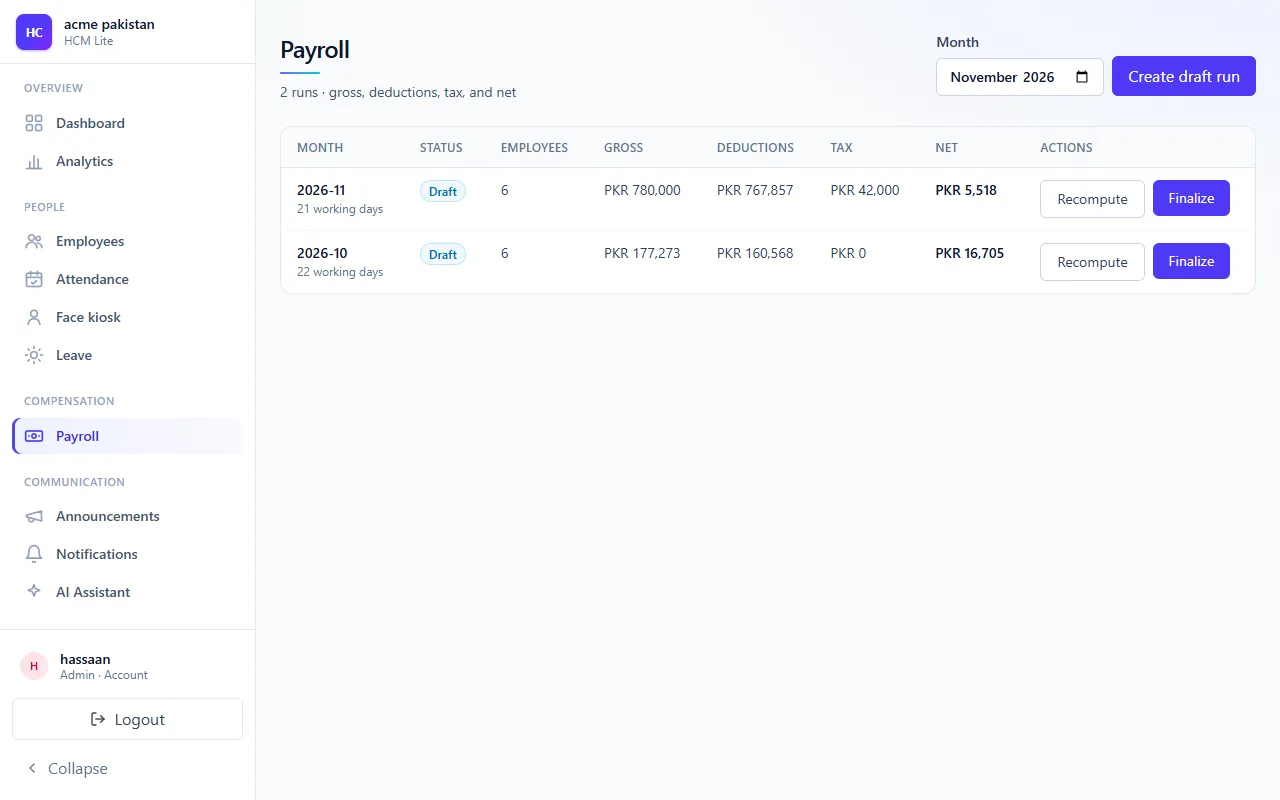 HC
acme pakistan
HCM Lite
OVERVIEW
Dashboard
Analytics
PEOPLE
Employees
Attendance
Face kiosk
Leave
COMPENSATION
Payroll
COMMUNICATION
Announcements
Notifications
AI Assistant
H
hassaan
Admin · Account
Logout
Collapse
Payroll
2 runs · gross, deductions, tax, and net
Month
November 2026
Create draft run
MONTH STATUS EMPLOYEES GROSS DEDUCTIONS TAX NET ACTIONS
2026-11 Draft 6 PKR 780,000 PKR 767,857 PKR 42,000 PKR 5,518 Recompute Finalize
21 working days
2026-10 Draft 6 PKR 177,273 PKR 160,568 PKR 0 PKR 16,705 Recompute Finalize
22 working days